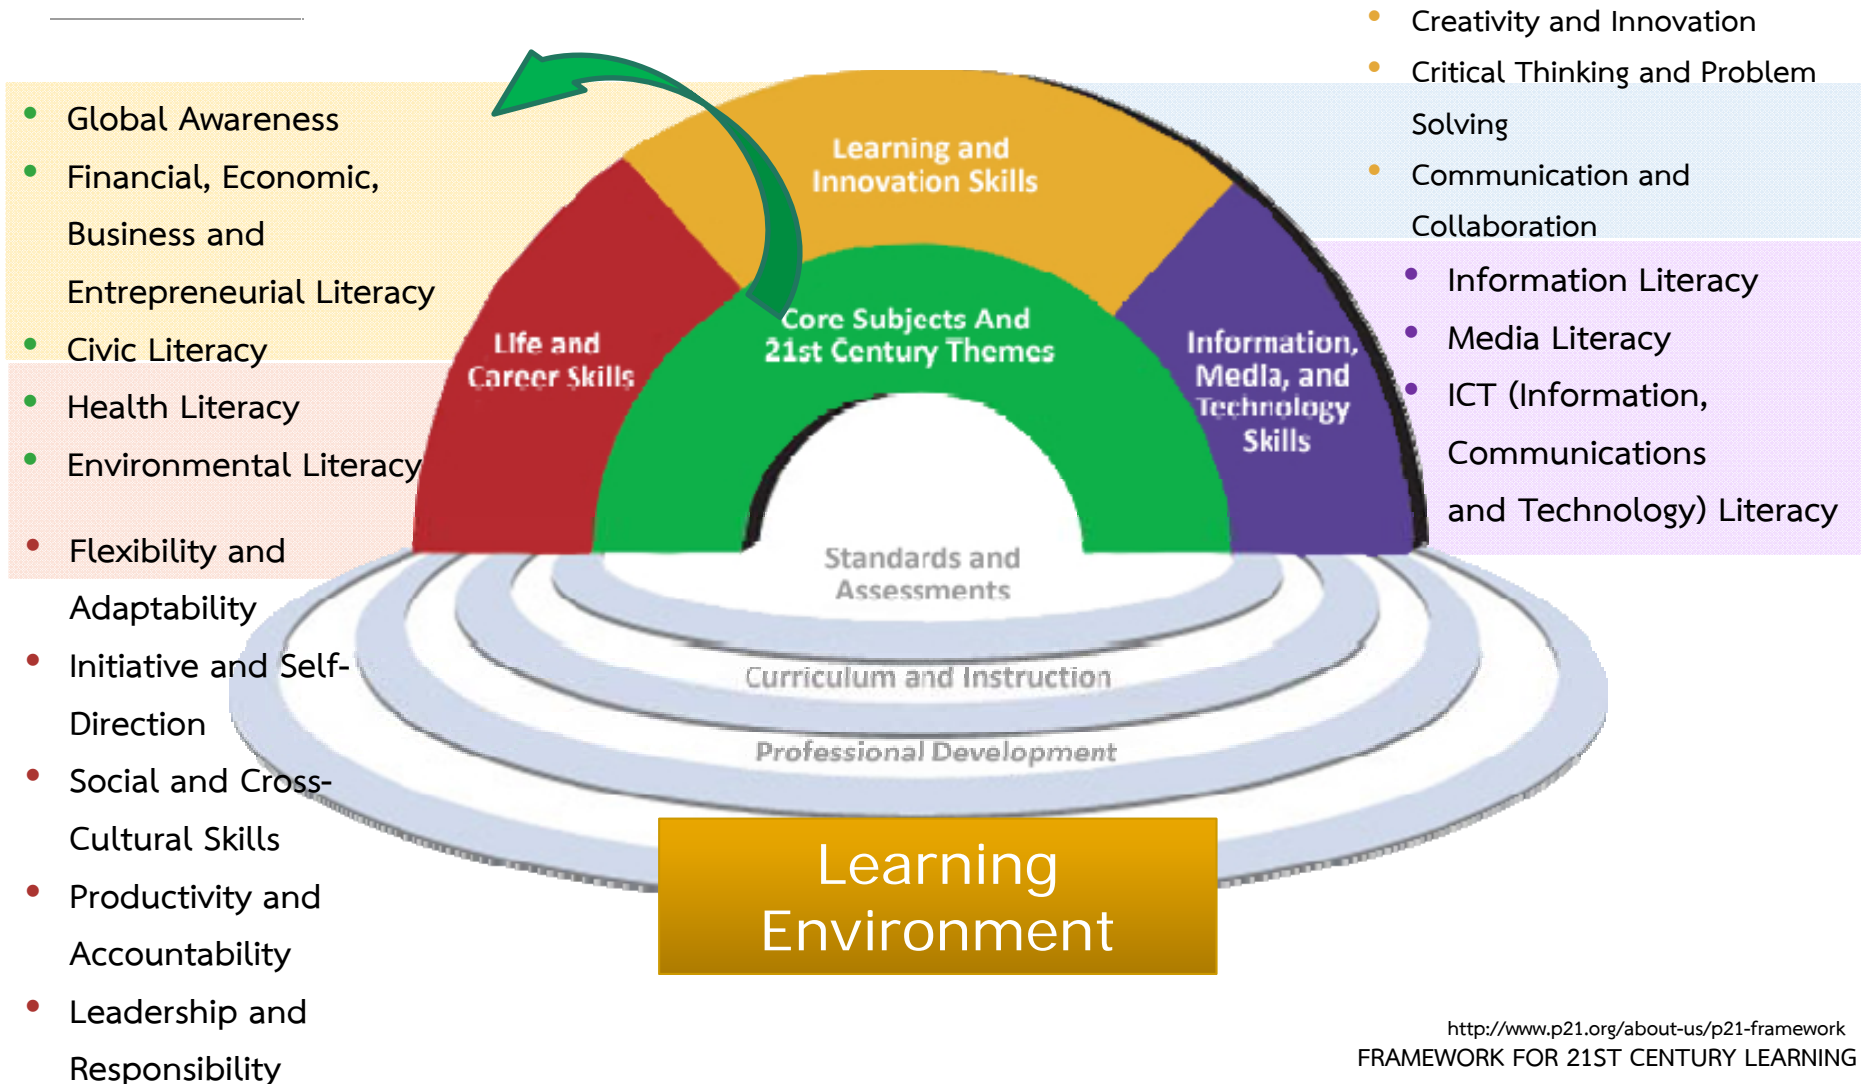 Global Awareness
Financial, Economic,
Business and
Entrepreneurial Literacy
Civic Literacy
Health Literacy
Environmental Literacy
Flexibility and
Adaptability
Initiative and Self-
Direction
Social and Cross-
Cultural Skills
Productivity and
Accountability
Leadership and
Responsibility
Learning and
Innovation Skills
Life and
Career Skills
Core Subjects And
21st Century Themes
Information,
Media, and
Technology
Skills
Standards and
Assessments
Curriculum and Instruction
Professional Development
Learning
Environment
Creativity and Innovation
Critical Thinking and Problem
Solving
Communication and
Collaboration
Information Literacy
Media Literacy
ICT (Information,
Communications
and Technology) Literacy
http://www.p21.org/about-us/p21-framework
FRAMEWORK FOR 21ST CENTURY LEARNING